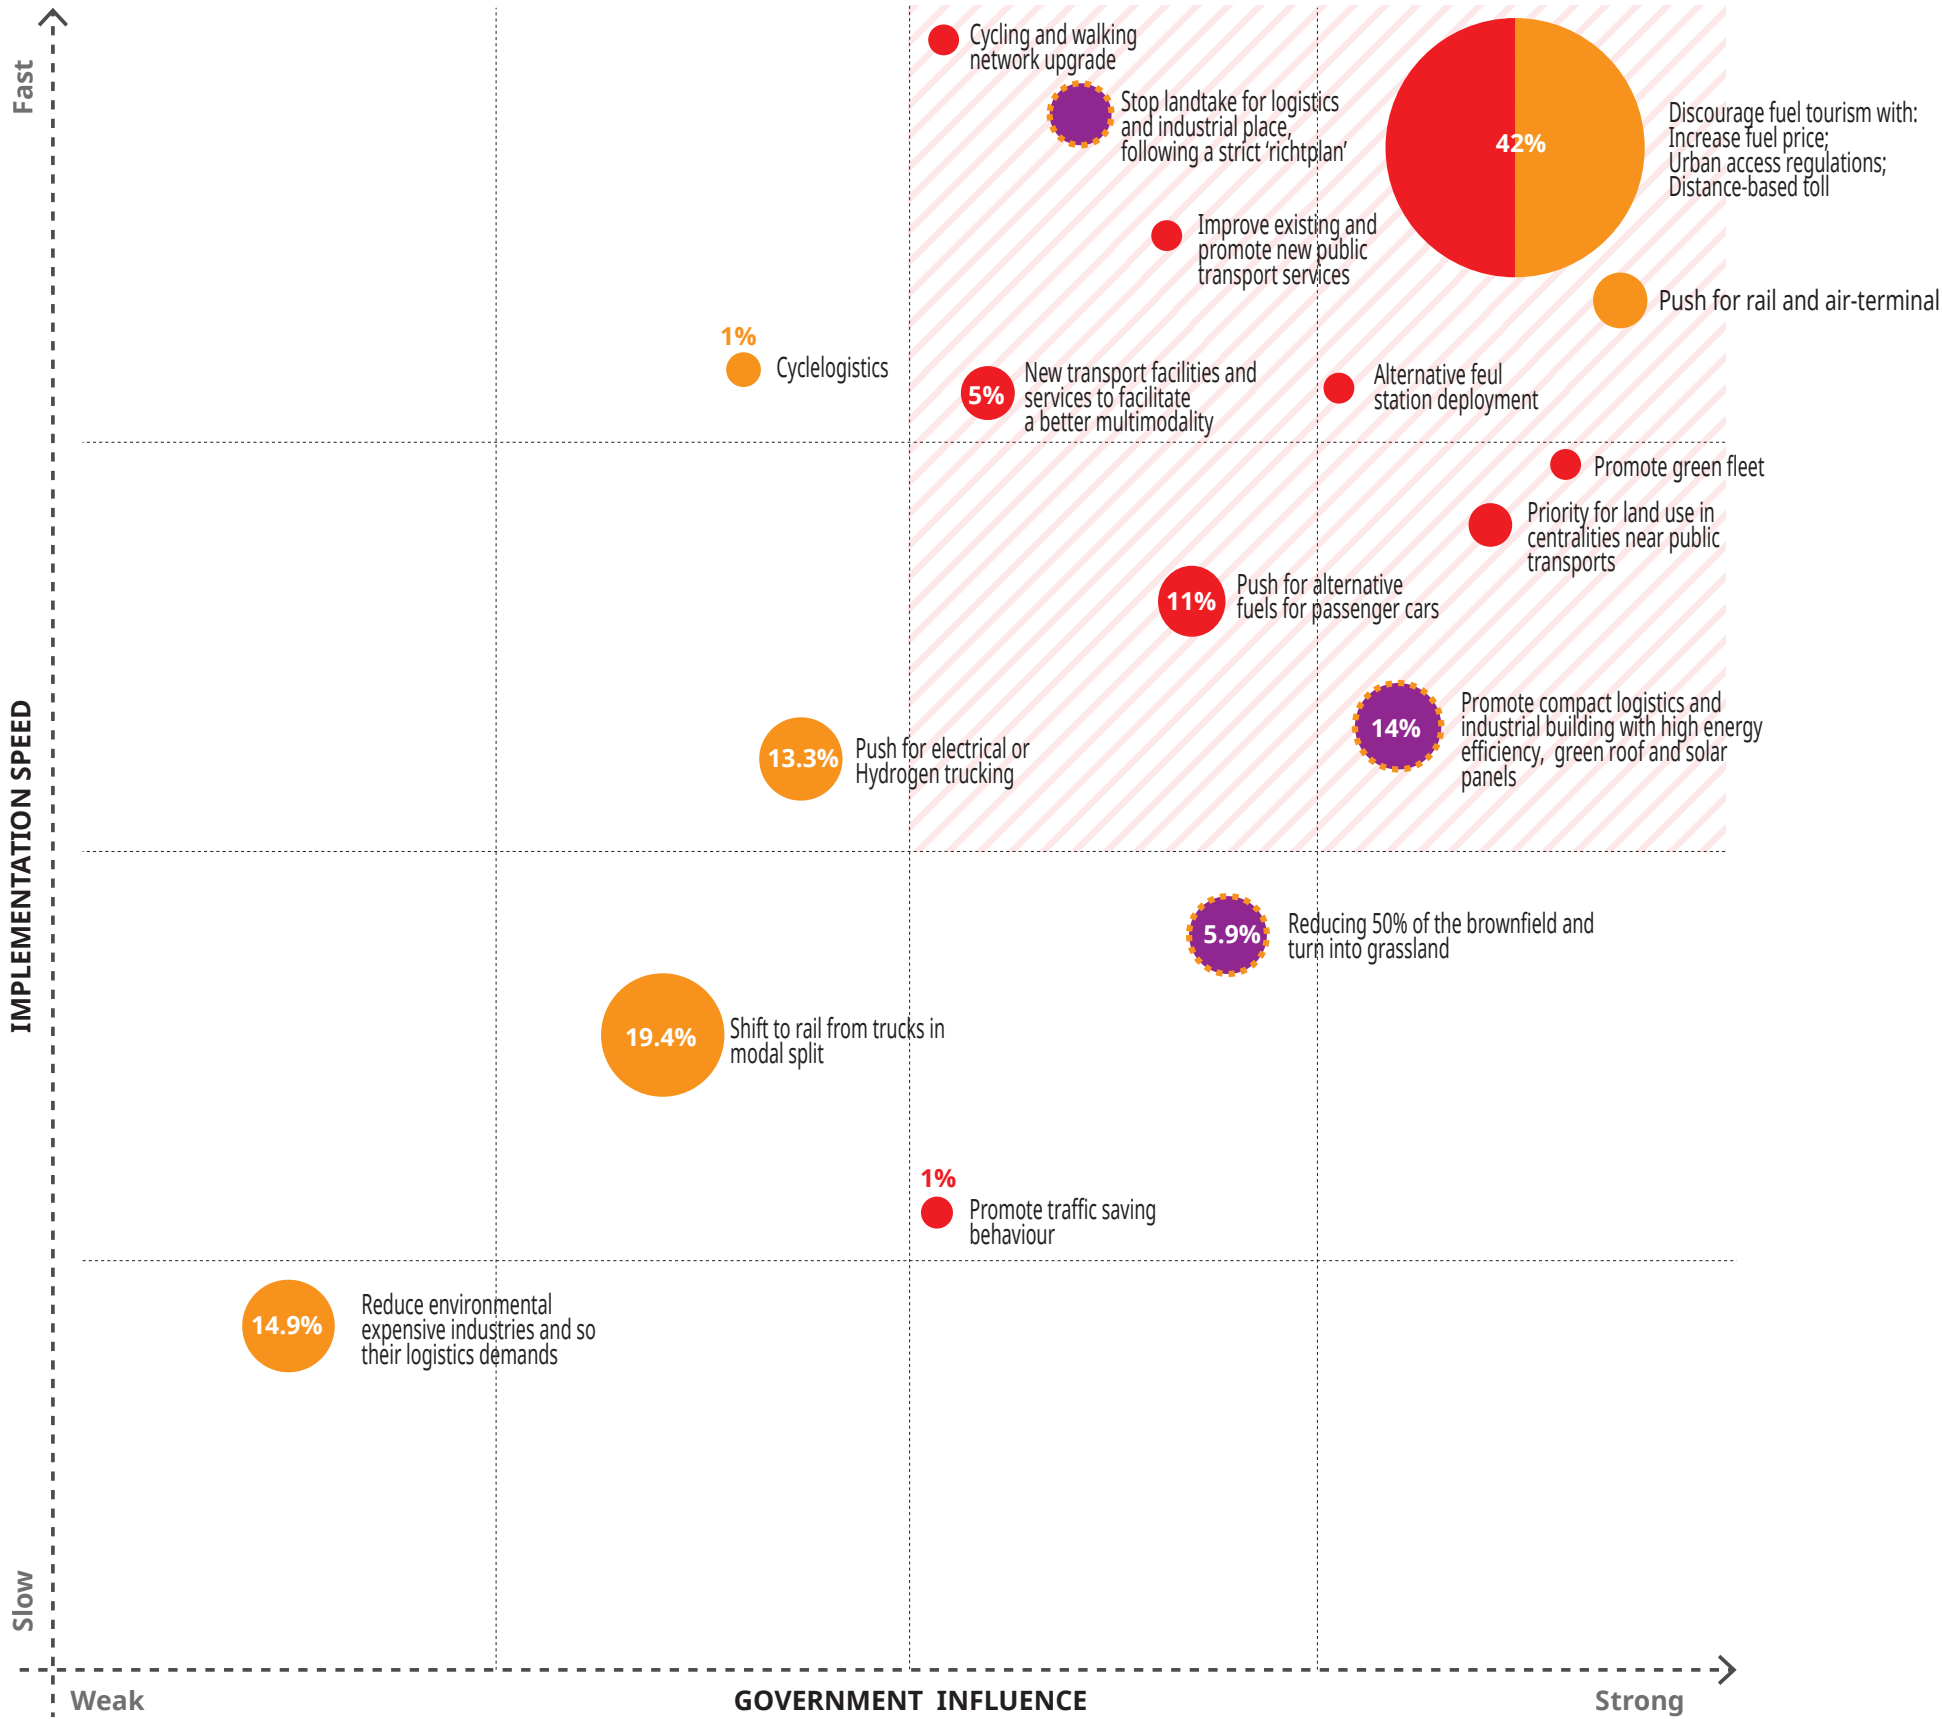 Fast
Cycling and walking
network upgrade
Stop landtake for logistics
and industrial place,
following a strict ‘richtplan’
42%
Discourage fuel tourism with:
Increase fuel price;
Urban access regulations;
Distance-based toll
Improve existing and
promote new public
transport services
Push for rail and air-terminal
1%
Cyclelogistics
5%
New transport facilities and
services to facilitate
a better multimodality
Alternative feul
station deployment
Promote green fleet
Priority for land use in
centralities near public
transports
11%
Push for alternative
fuels for passenger cars
14%
Promote compact logistics and
industrial building with high energy
efficiency, green roof and solar
panels
13.3%
Push for electrical or
Hydrogen trucking
IMPLEMENTATION SPEED
5.9%
Reducing 50% of the brownfield and
turn into grassland
19.4%
Shift to rail from trucks in
modal split
1%
Promote traffic saving
behaviour
14.9%
Reduce environmental
expensive industries and so
their logistics demands
Slow
Weak
GOVERNMENT INFLUENCE
Strong